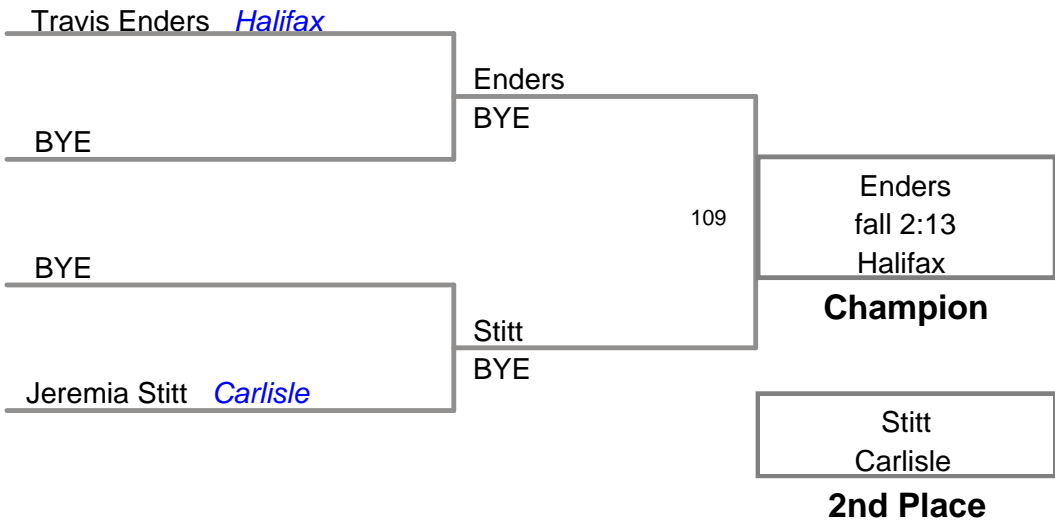 Travis Enders Halifax
Enders
BYE
BYE
Enders
fall 2:13
Halifax
109
BYE
Champion
Stitt
BYE
Jeremia Stitt Carlisle
Stitt
Carlisle
2nd Place